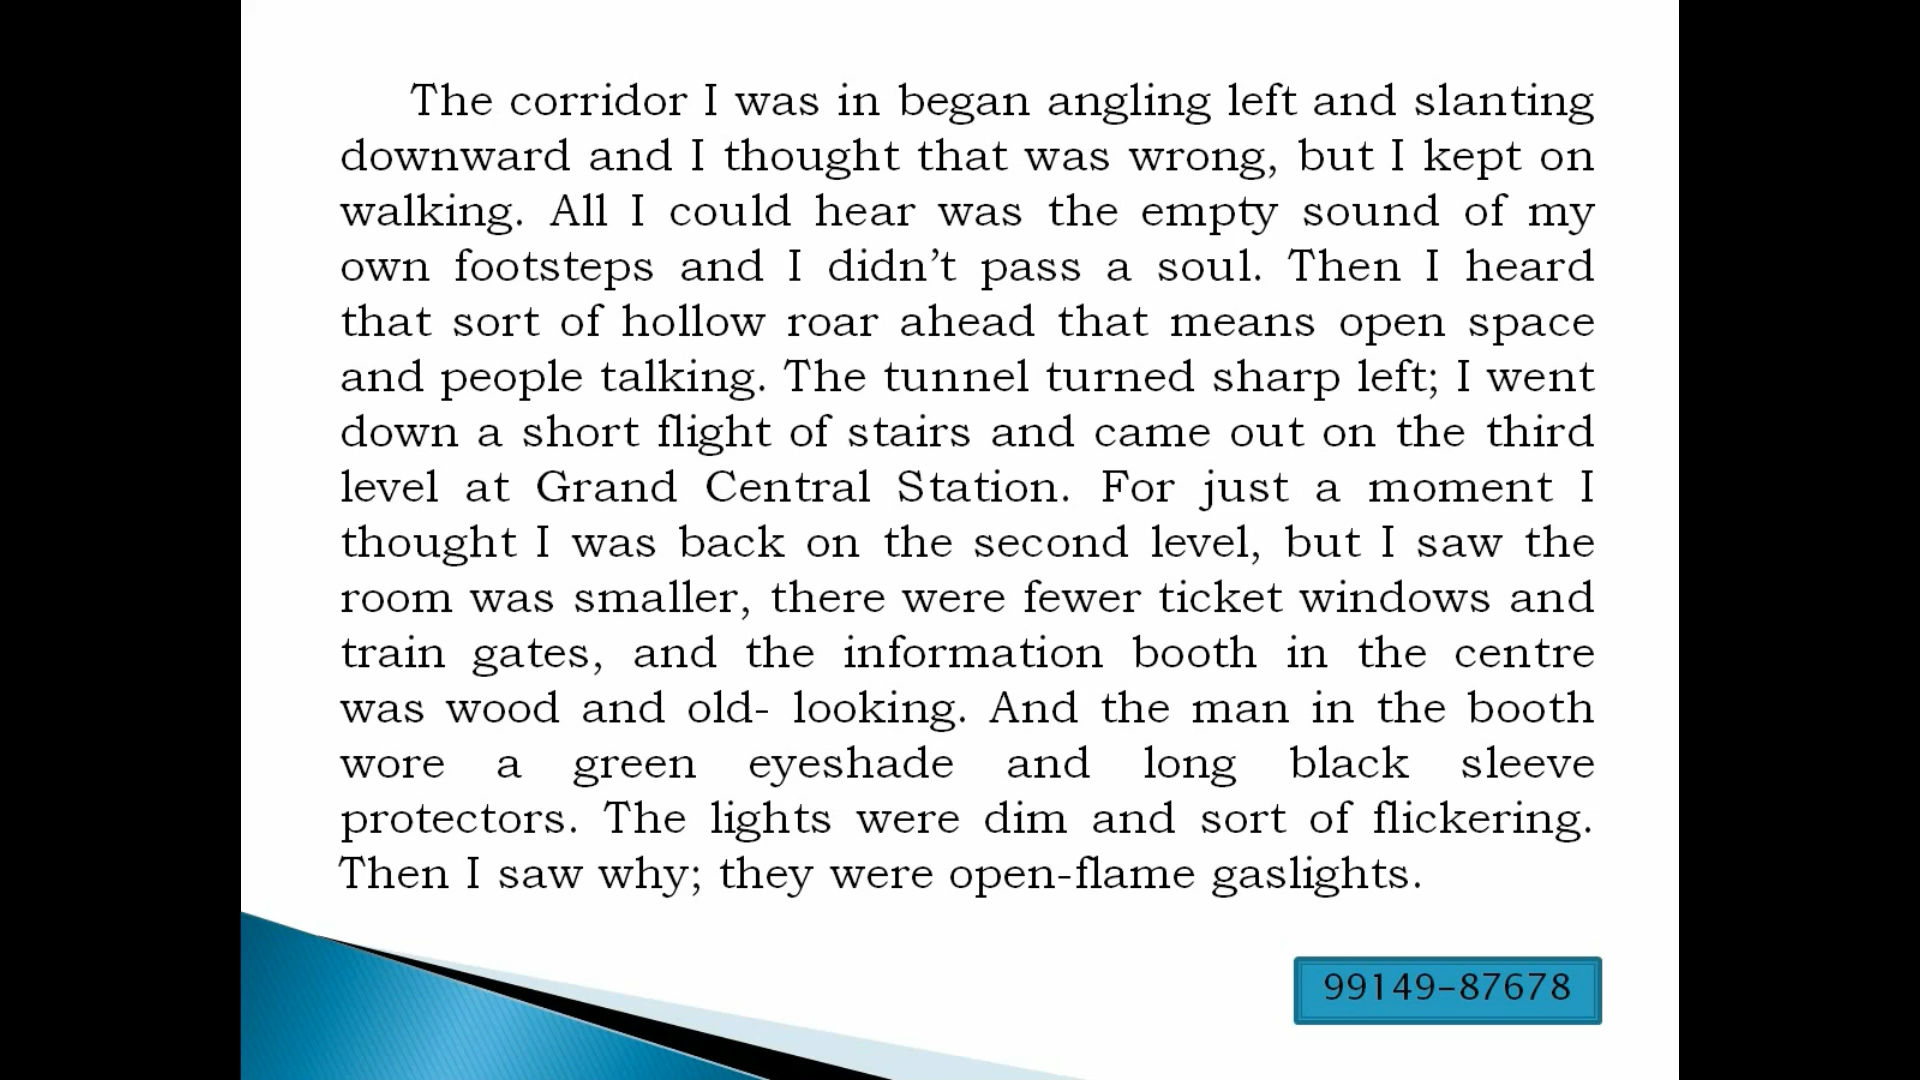 The corridor I was in began angling left and slanting
downward and I thought that was wrong, but I kept on
walking. All I could hear was the empty sound of my
own footsteps and I didn’t pass a soul. Then I heard
that sort of hollow roar ahead that means open space
and people talking. The tunnel turned sharp left; I went
down a short flight of stairs and came out on the third
level at Grand Central Station. For just a moment I
thought I was back on the second level, but I saw the
room was smaller, there were fewer ticket windows and
train gates, and the information booth in the centre
was wood and old- looking. And the man in the booth
wore a green eyeshade and long black sleeve
protectors. The lights were dim and sort of flickering.
Then I saw why; they were open-flame gaslights.
99149–87678